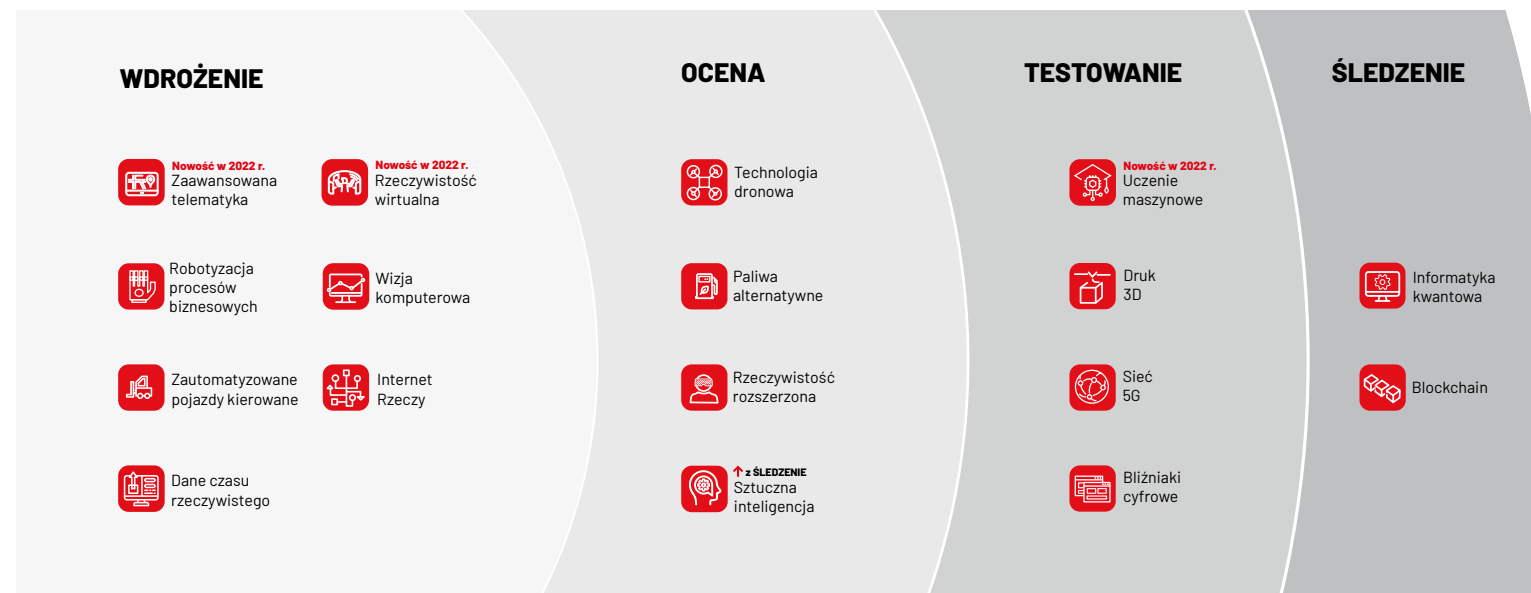 WDROŻENIE
Nowość w 2022 r.
Zaawansowana
telematyka
Nowość w 2022 r.
Rzeczywistość
wirtualna
Robotyzacja
procesów
biznesowych
Wizja
komputerowa
Zautomatyzowane
pojazdy kierowane
Internet
Rzeczy
Dane czasu
rzeczywistego
OCENA
Technologia
dronowa
Paliwa
alternatywne
Rzeczywistość
rozszerzona
↑ z ŚLEDZENIE
Sztuczna
inteligencja
TESTOWANIE
Nowość w 2022 r.
Uczenie
maszynowe
Druk
3D
Sieć
5G
Bliźniaki
cyfrowe
ŚLEDZENIE
Informatyka
kwantowa
Blockchain